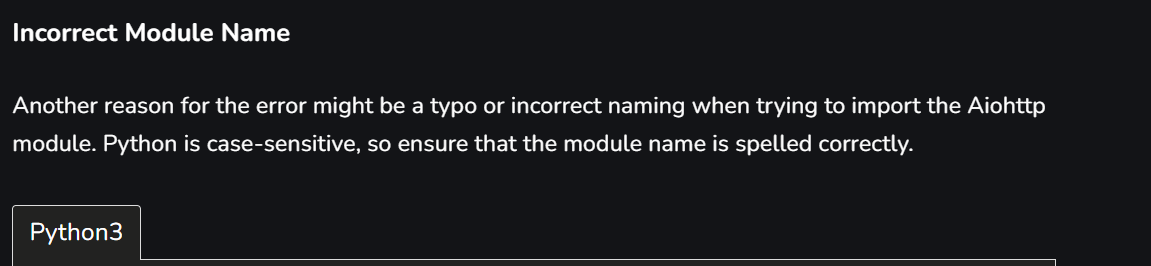 Incorrect Module Name
Another reason for the error might be a typo or incorrect naming when trying to import the Aiohttp
module. Python is case-sensitive, so ensure that the module name is spelled correctly.
Python3